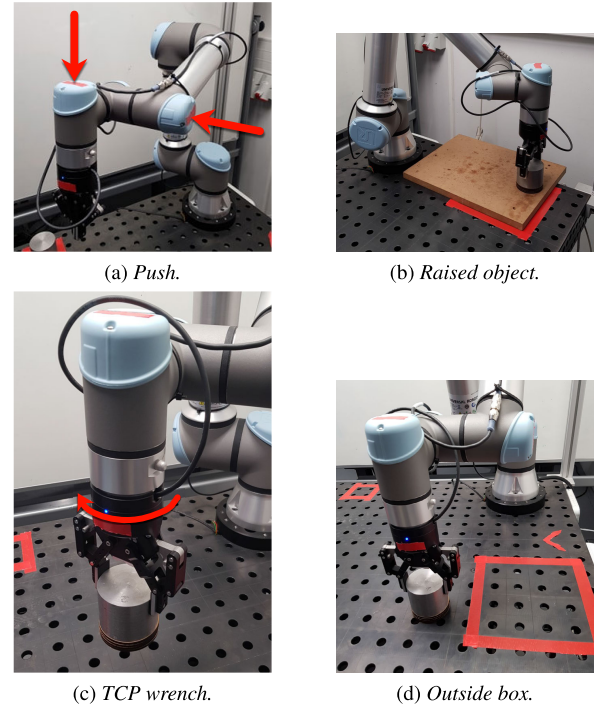 (a) Push.
(b) Raised object.
(c) TCP wrench.
(d) Outside box.